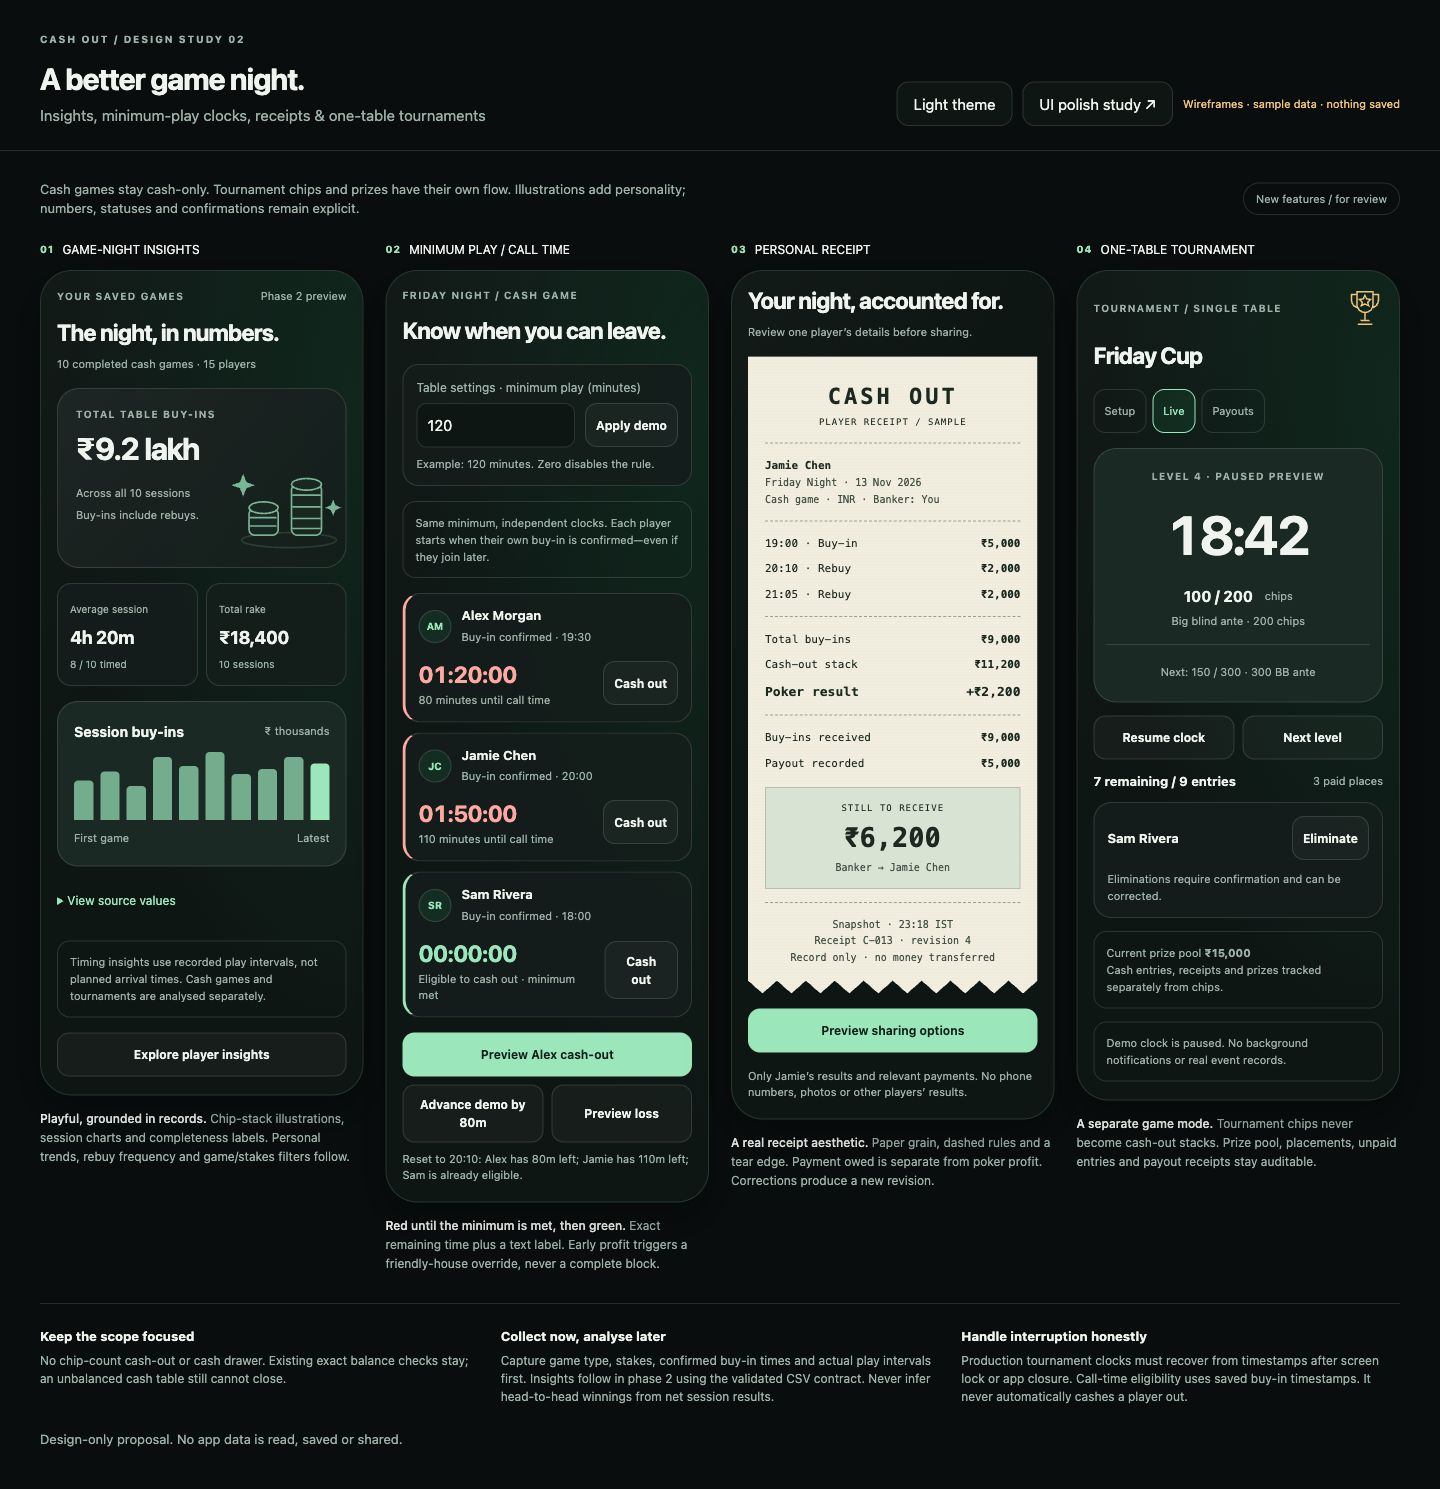 CASH OUT / DESIGN STUDY 02
A better game night.
Insights, minimum-play clocks, receipts & one-table tournaments
Light theme
UI polish study ↗
Wireframes · sample data · nothing saved
Cash games stay cash-only. Tournament chips and prizes have their own flow. Illustrations add personality;
numbers, statuses and confirmations remain explicit.
New features / for review
01 GAME-NIGHT INSIGHTS
YOUR SAVED GAMES
Phase 2 preview
The night, in numbers.
10 completed cash games · 15 players
TOTAL TABLE BUY-INS
₹9.2 lakh
Across all 10 sessions
Buy-ins include rebuys.
Average session
4h 20m
8 / 10 timed
Total rake
₹18,400
10 sessions
Session buy-ins
₹ thousands
First game
Latest
▶ View source values
Timing insights use recorded play intervals, not
planned arrival times. Cash games and
tournaments are analysed separately.
Explore player insights
Playful, grounded in records. Chip-stack illustrations,
session charts and completeness labels. Personal
trends, rebuy frequency and game/stakes filters follow.
02 MINIMUM PLAY / CALL TIME
FRIDAY NIGHT / CASH GAME
Know when you can leave.
Table settings · minimum play (minutes)
120
Apply demo
Example: 120 minutes. Zero disables the rule.
Same minimum, independent clocks. Each player
starts when their own buy-in is confirmed—even if
they join later.
AM
Alex Morgan
Buy-in confirmed · 19:30
01:20:00
80 minutes until call time
Cash out
JC
Jamie Chen
Buy-in confirmed · 20:00
01:50:00
110 minutes until call time
Cash out
SR
Sam Rivera
Buy-in confirmed · 18:00
00:00:00
Eligible to cash out · minimum
met
Cash
out
Preview Alex cash-out
Advance demo by
80m
Preview loss
Reset to 20:10: Alex has 80m left; Jamie has 110m left;
Sam is already eligible.
Red until the minimum is met, then green. Exact
remaining time plus a text label. Early profit triggers a
friendly-house override, never a complete block.
03 PERSONAL RECEIPT
Your night, accounted for.
Review one player's details before sharing.
CASH OUT
PLAYER RECEIPT / SAMPLE
Jamie Chen
Friday Night · 13 Nov 2026
Cash game · INR · Banker: You
19:00 · Buy-in ₹5,000
20:10 · Rebuy ₹2,000
21:05 · Rebuy ₹2,000
Total buy-ins ₹9,000
Cash-out stack ₹11,200
Poker result +₹2,200
Buy-ins received ₹9,000
Payout recorded ₹5,000
STILL TO RECEIVE
₹6,200
Banker → Jamie Chen
Snapshot · 23:18 IST
Receipt C-013 · revision 4
Record only · no money transferred
Preview sharing options
Only Jamie's results and relevant payments. No phone
numbers, photos or other players' results.
A real receipt aesthetic. Paper grain, dashed rules and a
tear edge. Payment owed is separate from poker profit.
Corrections produce a new revision.
04 ONE-TABLE TOURNAMENT
TOURNAMENT / SINGLE TABLE
Friday Cup
Setup
Live
Payouts
LEVEL 4 · PAUSED PREVIEW
18:42
100 / 200 chips
Big blind ante · 200 chips
Next: 150 / 300 · 300 BB ante
Resume clock
Next level
7 remaining / 9 entries
3 paid places
Sam Rivera
Eliminate
Eliminations require confirmation and can be
corrected.
Current prize pool ₹15,000
Cash entries, receipts and prizes tracked
separately from chips.
Demo clock is paused. No background
notifications or real event records.
A separate game mode. Tournament chips never
become cash-out stacks. Prize pool, placements, unpaid
entries and payout receipts stay auditable.
Keep the scope focused
No chip-count cash-out or cash drawer. Existing exact balance checks stay;
an unbalanced cash table still cannot close.
Collect now, analyse later
Capture game type, stakes, confirmed buy-in times and actual play intervals
first. Insights follow in phase 2 using the validated CSV contract. Never infer
head-to-head winnings from net session results.
Handle interruption honestly
Production tournament clocks must recover from timestamps after screen
lock or app closure. Call-time eligibility uses saved buy-in timestamps. It
never automatically cashes a player out.
Design-only proposal. No app data is read, saved or shared.